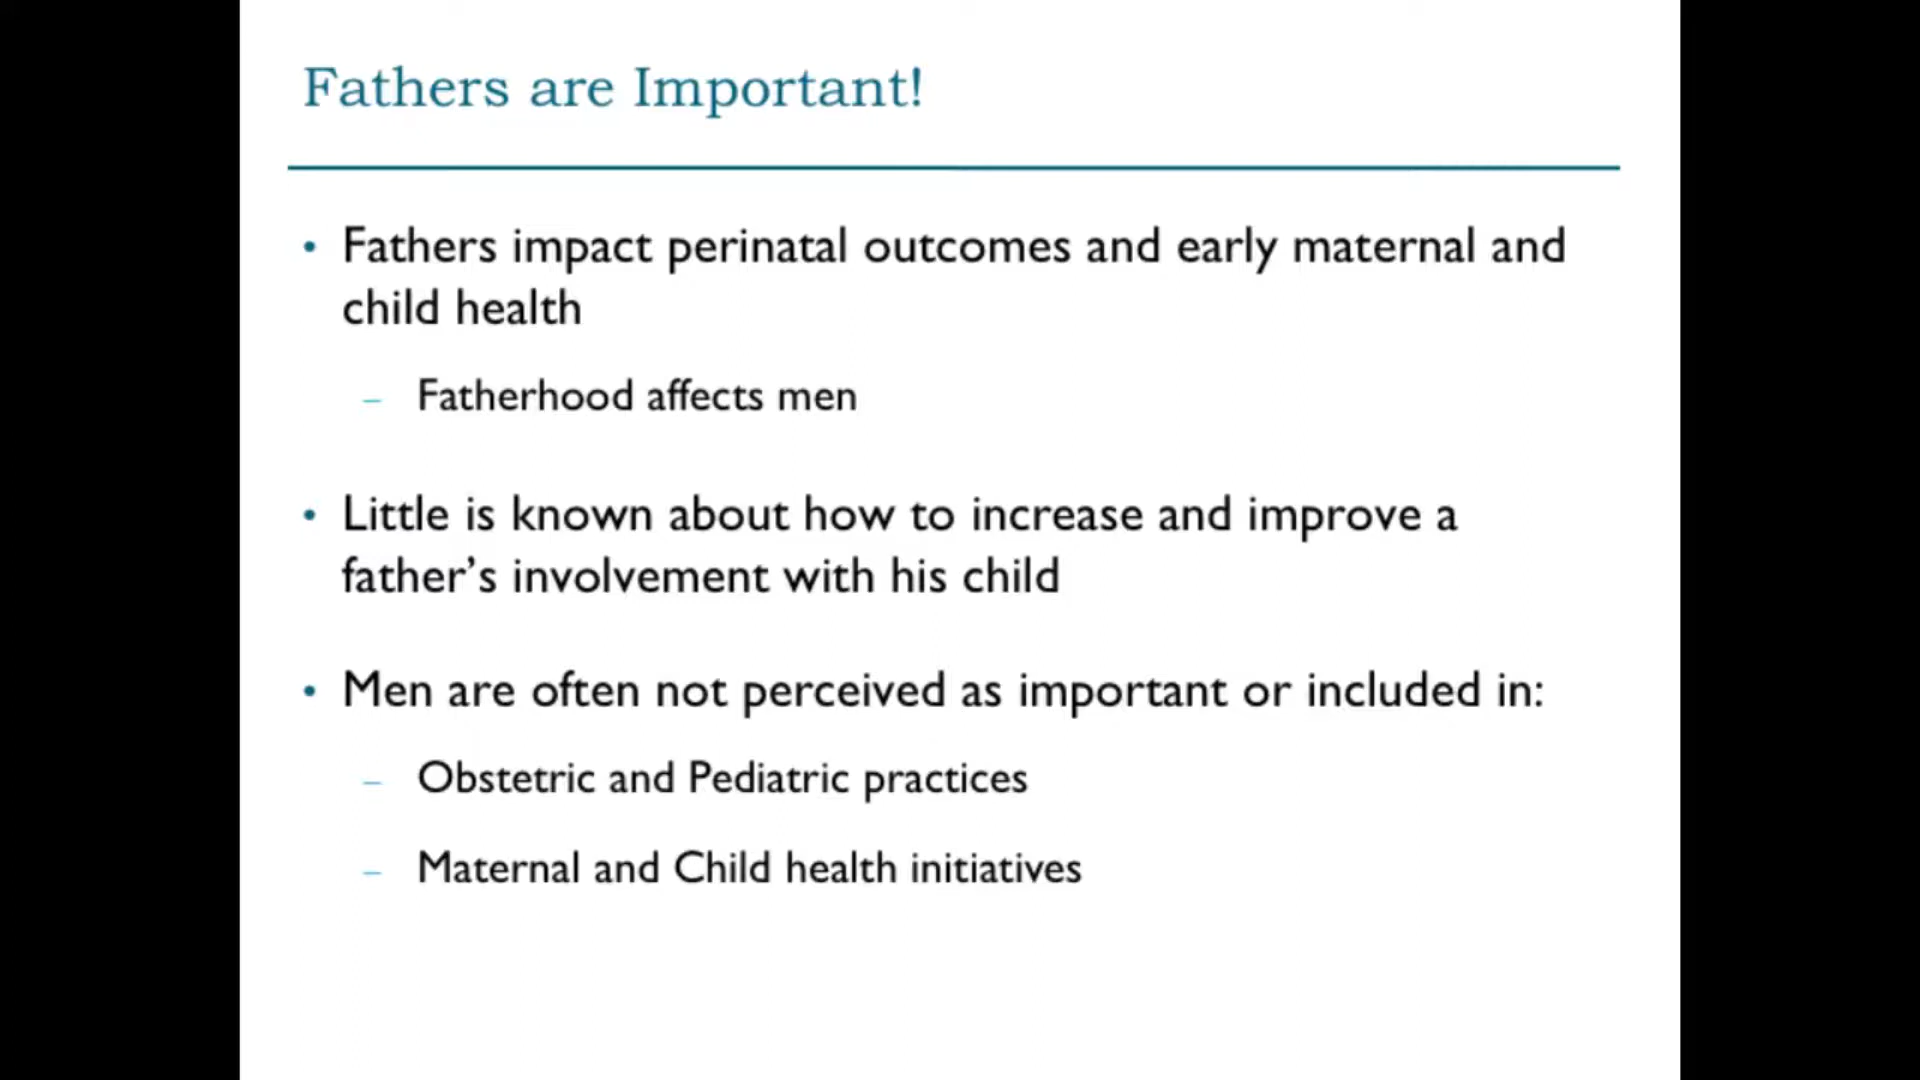 Fathers are Important!
• Fathers impact perinatal outcomes and early maternal and
child health
– Fatherhood affects men
• Little is known about how to increase and improve a
father’s involvement with his child
• Men are often not perceived as important or included in:
– Obstetric and Pediatric practices
– Maternal and Child health initiatives